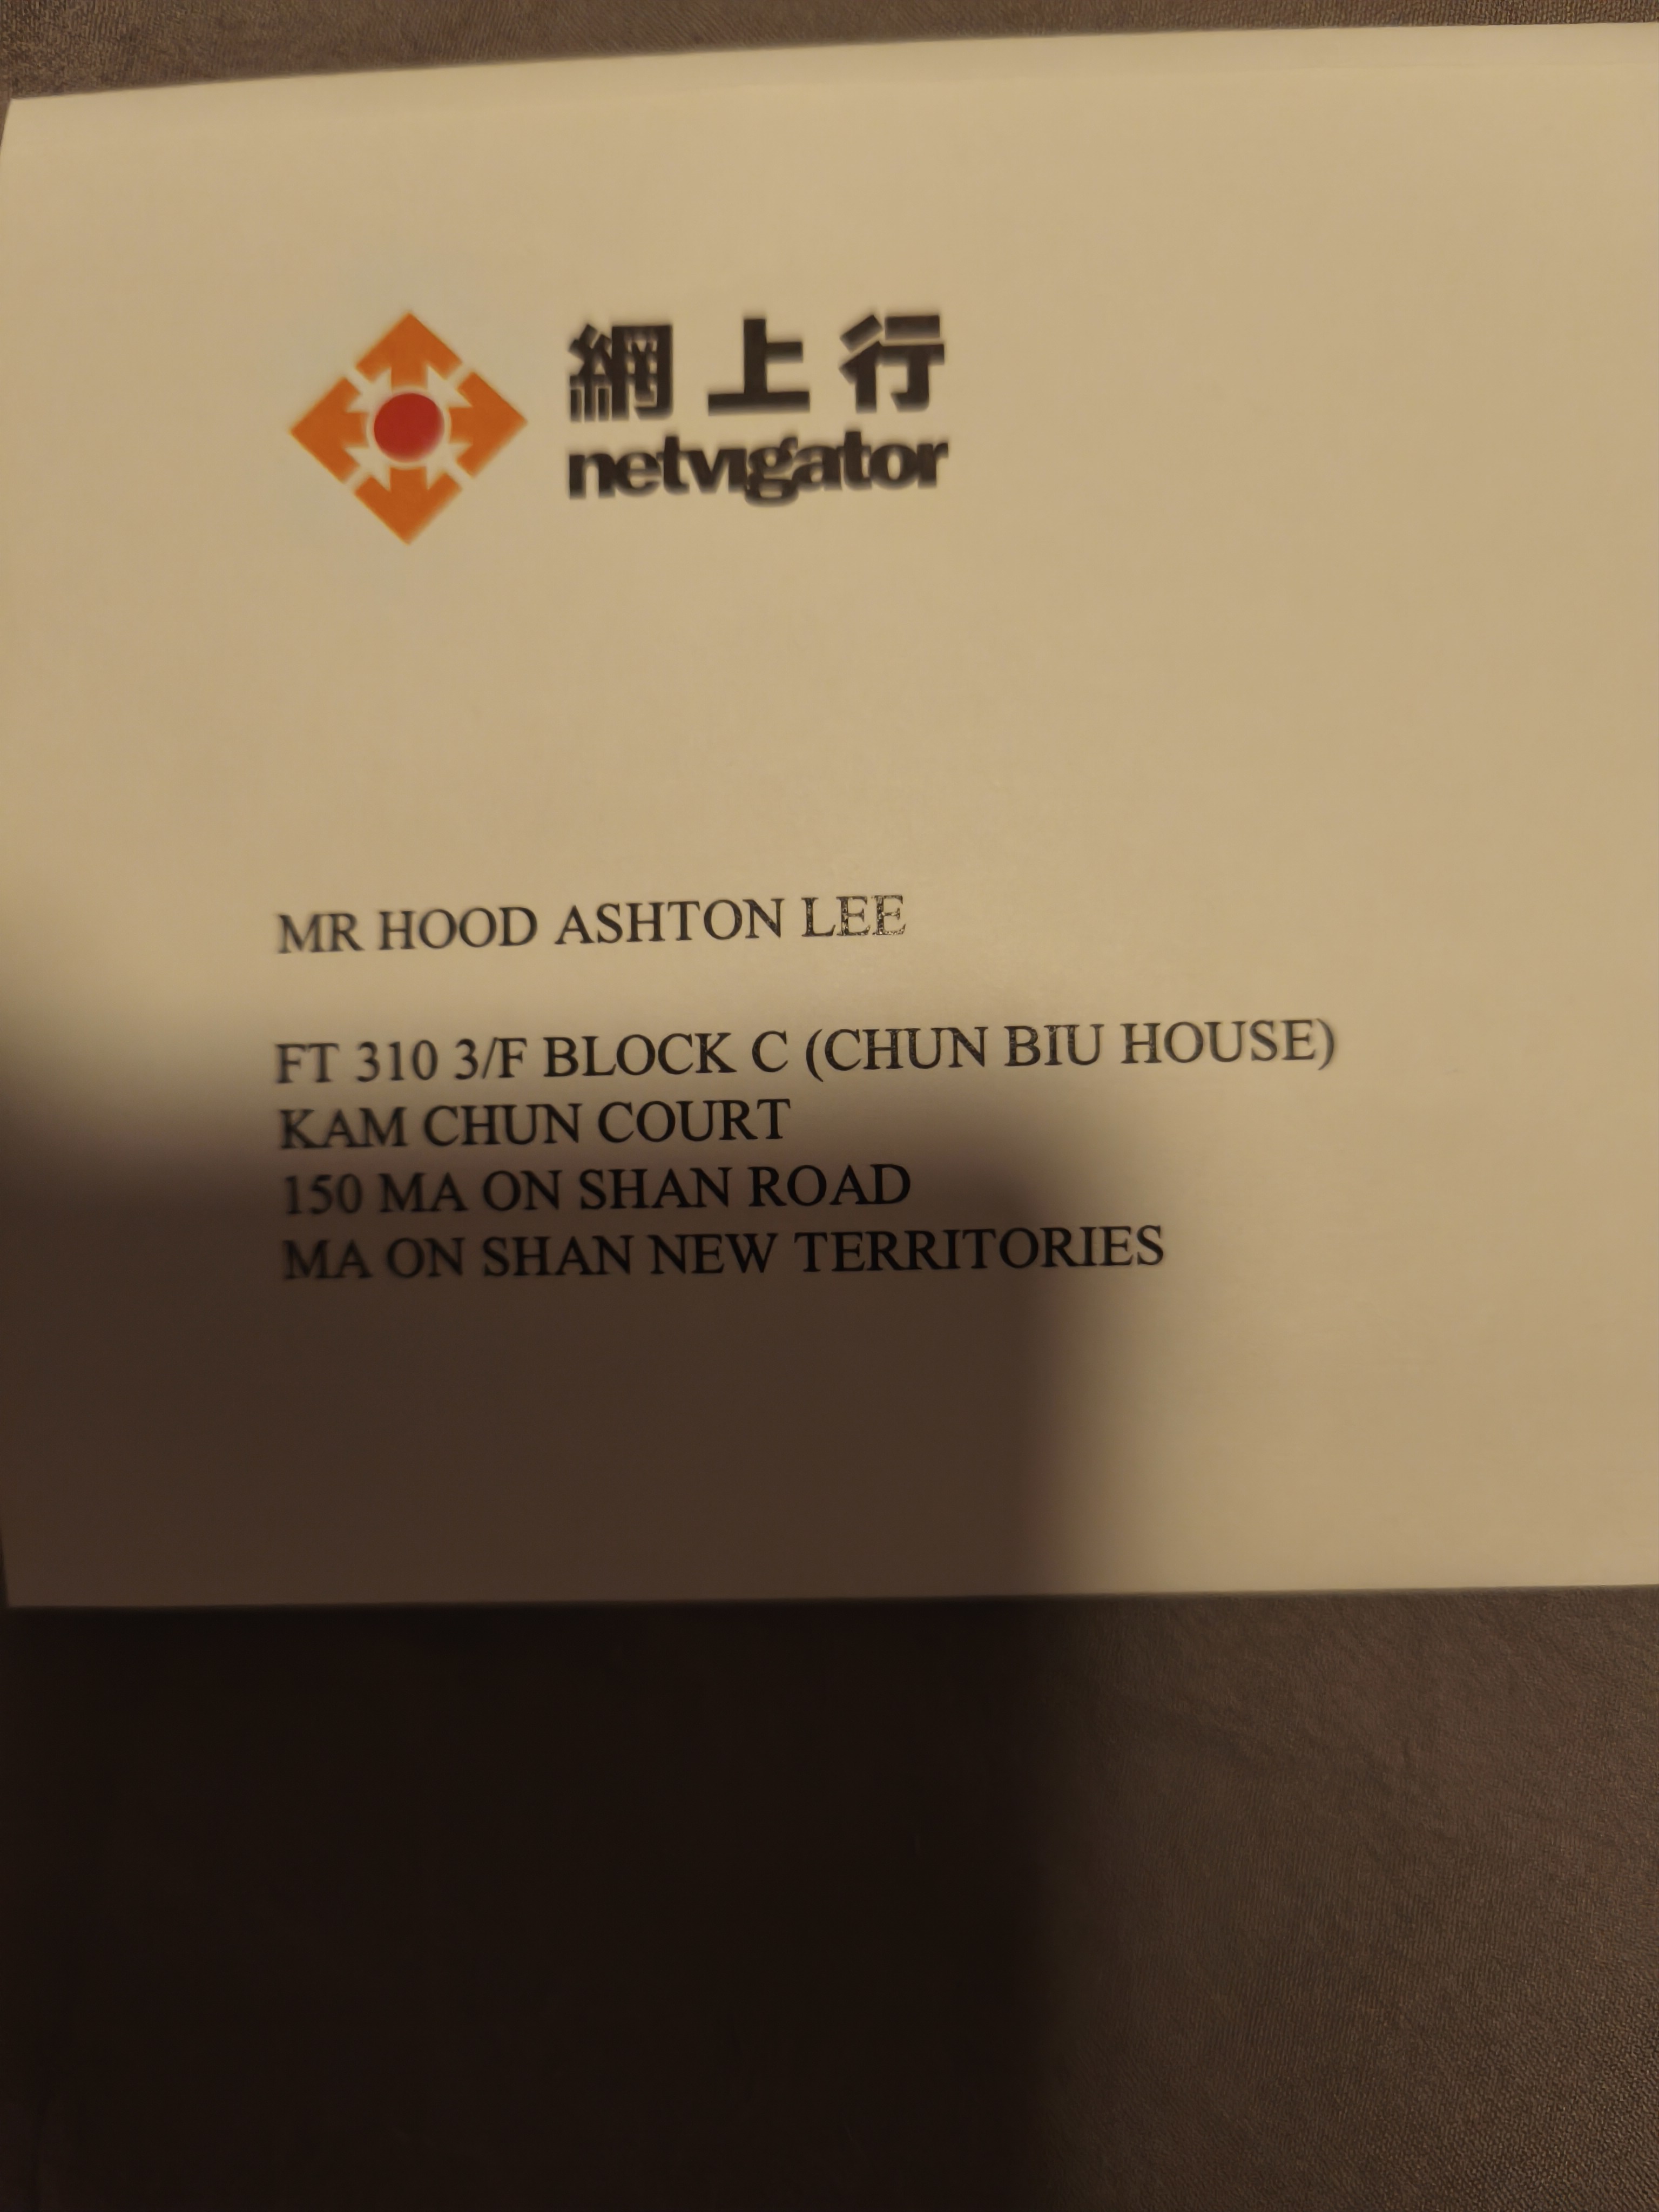 網上行
netvigator
MR HOOD ASHTON LEE
FT 310 3/F BLOCK C (CHUN BIU HOUSE)
KAM CHUN COURT
150 MA ON SHAN ROAD
MA ON SHAN NEW TERRITORIES